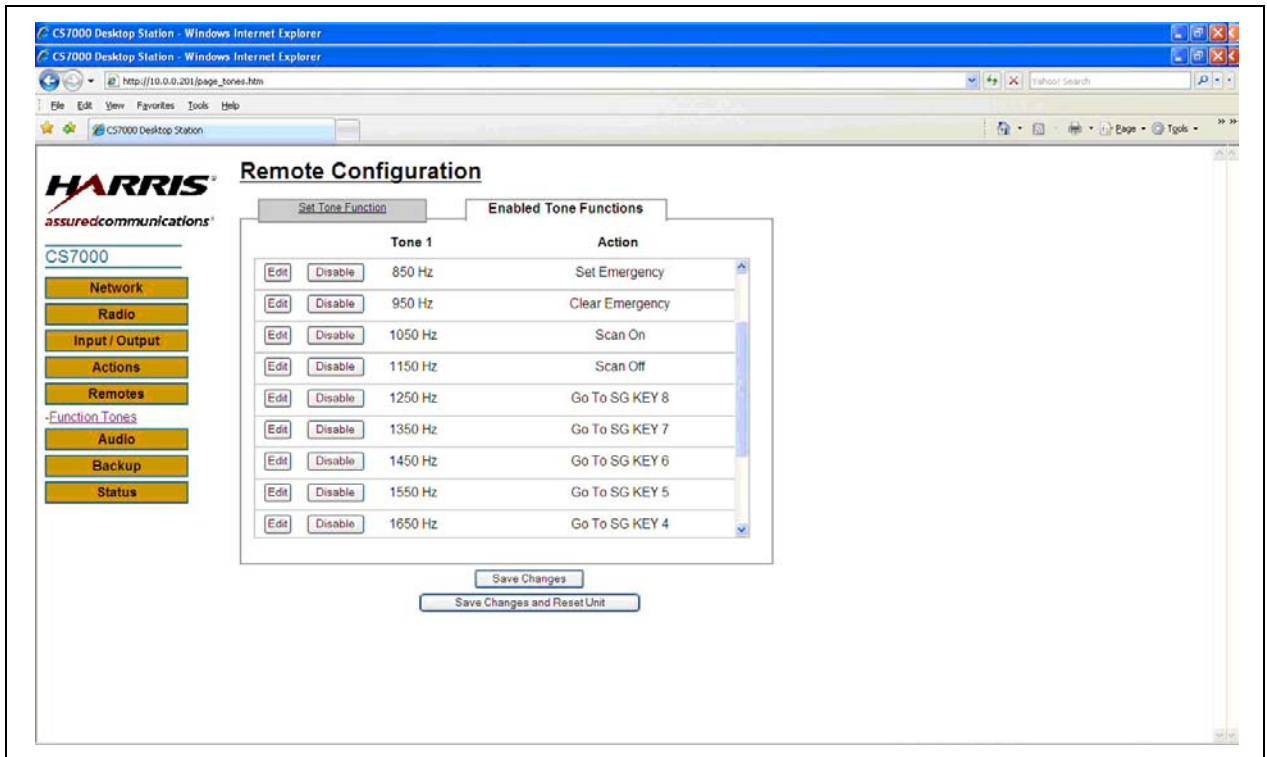 CS7000 Desktop Station - Windows Internet Explorer
CS7000 Desktop Station - Windows Internet Explorer
http://10.0.0.201/page_tones.htm
Yahoo! Search
File Edit View Favorites Tools Help
CS7000 Desktop Station
Page
Tools
HARRIS
assuredcommunications
CS7000
Network
Radio
Input / Output
Actions
Remotes
-Function Tones
Audio
Backup
Status
Remote Configuration
Set Tone Function
Enabled Tone Functions
Tone 1 Action
Edit Disable 850 Hz Set Emergency
Edit Disable 950 Hz Clear Emergency
Edit Disable 1050 Hz Scan On
Edit Disable 1150 Hz Scan Off
Edit Disable 1250 Hz Go To SG KEY 8
Edit Disable 1350 Hz Go To SG KEY 7
Edit Disable 1450 Hz Go To SG KEY 6
Edit Disable 1550 Hz Go To SG KEY 5
Edit Disable 1650 Hz Go To SG KEY 4
Save Changes
Save Changes and Reset Unit